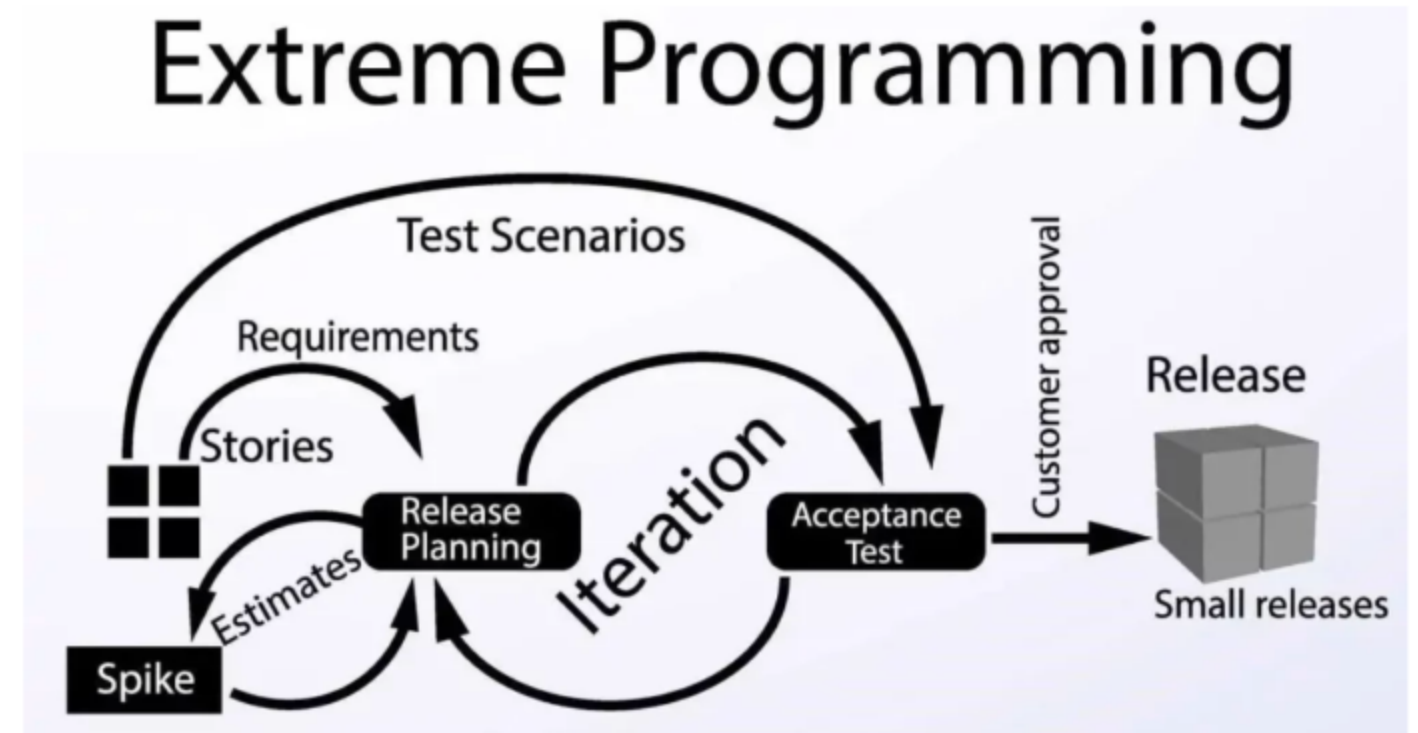 Extreme Programming
Test Scenarios
Customer approval
Requirements
Release
Stories
Iteration
Release
Planning
Acceptance
Test
Estimates
Small releases
Spike